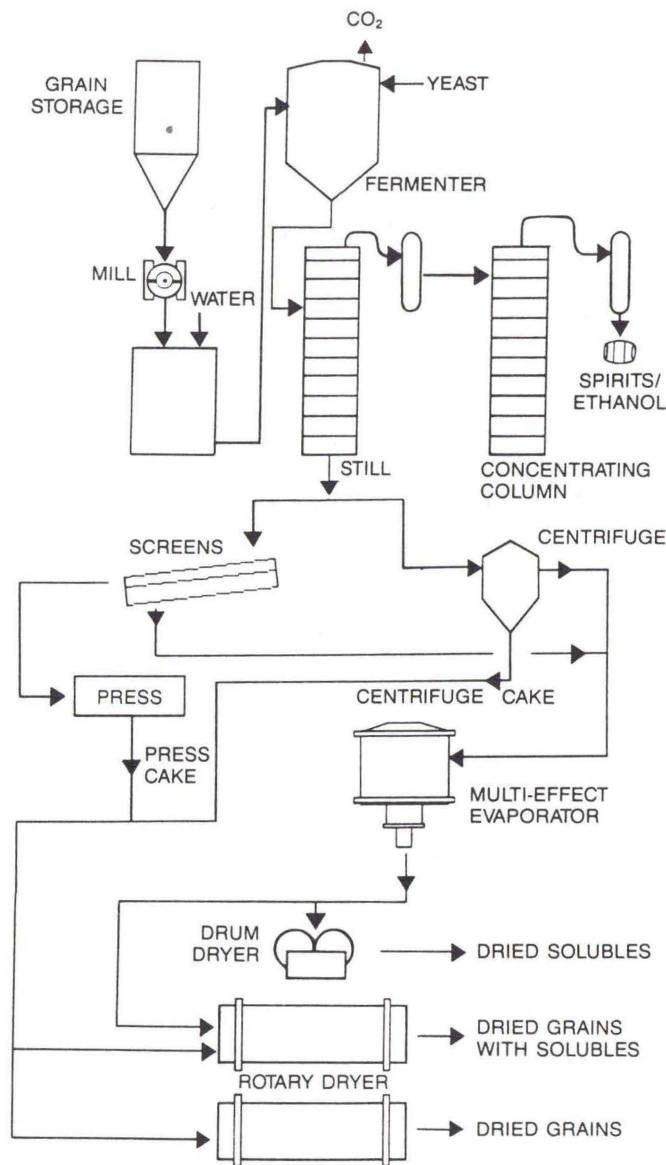 CO₂
GRAIN
STORAGE
YEAST
FERMENTER
MILL
WATER
SPIRITS/
ETHANOL
STILL
CONCENTRATING
COLUMN
SCREENS
CENTRIFUGE
PRESS
CENTRIFUGE CAKE
PRESS
CAKE
MULTI-EFFECT
EVAPORATOR
DRUM
DRYER
DRIED SOLUBLES
DRIED GRAINS
WITH SOLUBLES
ROTARY DRYER
DRIED GRAINS